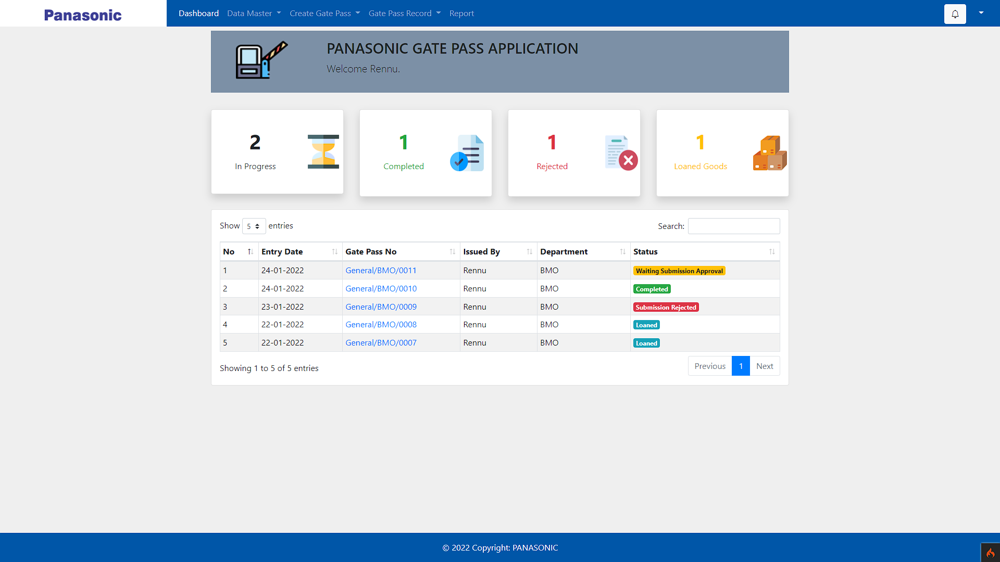 Panasonic
Dashboard Data Master Create Gate Pass Gate Pass Record Report
PANASONIC GATE PASS APPLICATION
Welcome Rennu.
2
In Progress
1
Completed
1
Rejected
1
Loaned Goods
Show 5 entries
Search:
No Entry Date Gate Pass No Issued By Department Status
1 24-01-2022 General/BMO/0011 Rennu BMO Waiting Submission Approval
2 24-01-2022 General/BMO/0010 Rennu BMO Completed
3 23-01-2022 General/BMO/0009 Rennu BMO Submission Rejected
4 22-01-2022 General/BMO/0008 Rennu BMO Loaned
5 22-01-2022 General/BMO/0007 Rennu BMO Loaned
Showing 1 to 5 of 5 entries
Previous 1 Next
© 2022 Copyright: PANASONIC